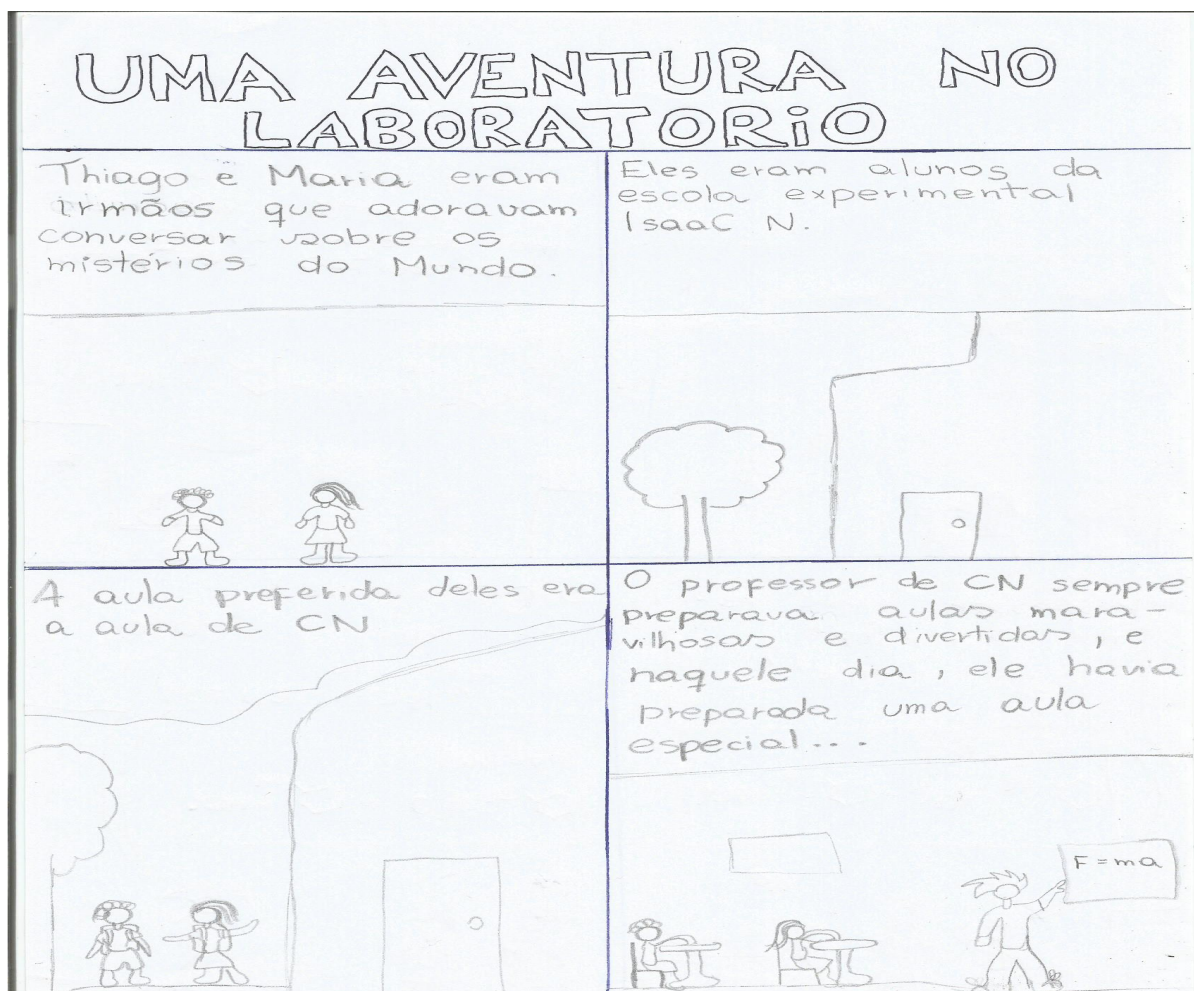 UMA AVENTURA NO
LABORATORIO
Thiago e Maria eram
irmãos que adoravam
conversar sobre os
mistérios do Mundo.
Eles eram alunos da
escola experimental
IsaaC N.
A aula preferida deles era
a aula de CN
O professor de CN sempre
preparava aulas mara-
vilhosas e divertidas, e
naquele dia, ele havia
preparada uma aula
especial...
F = ma